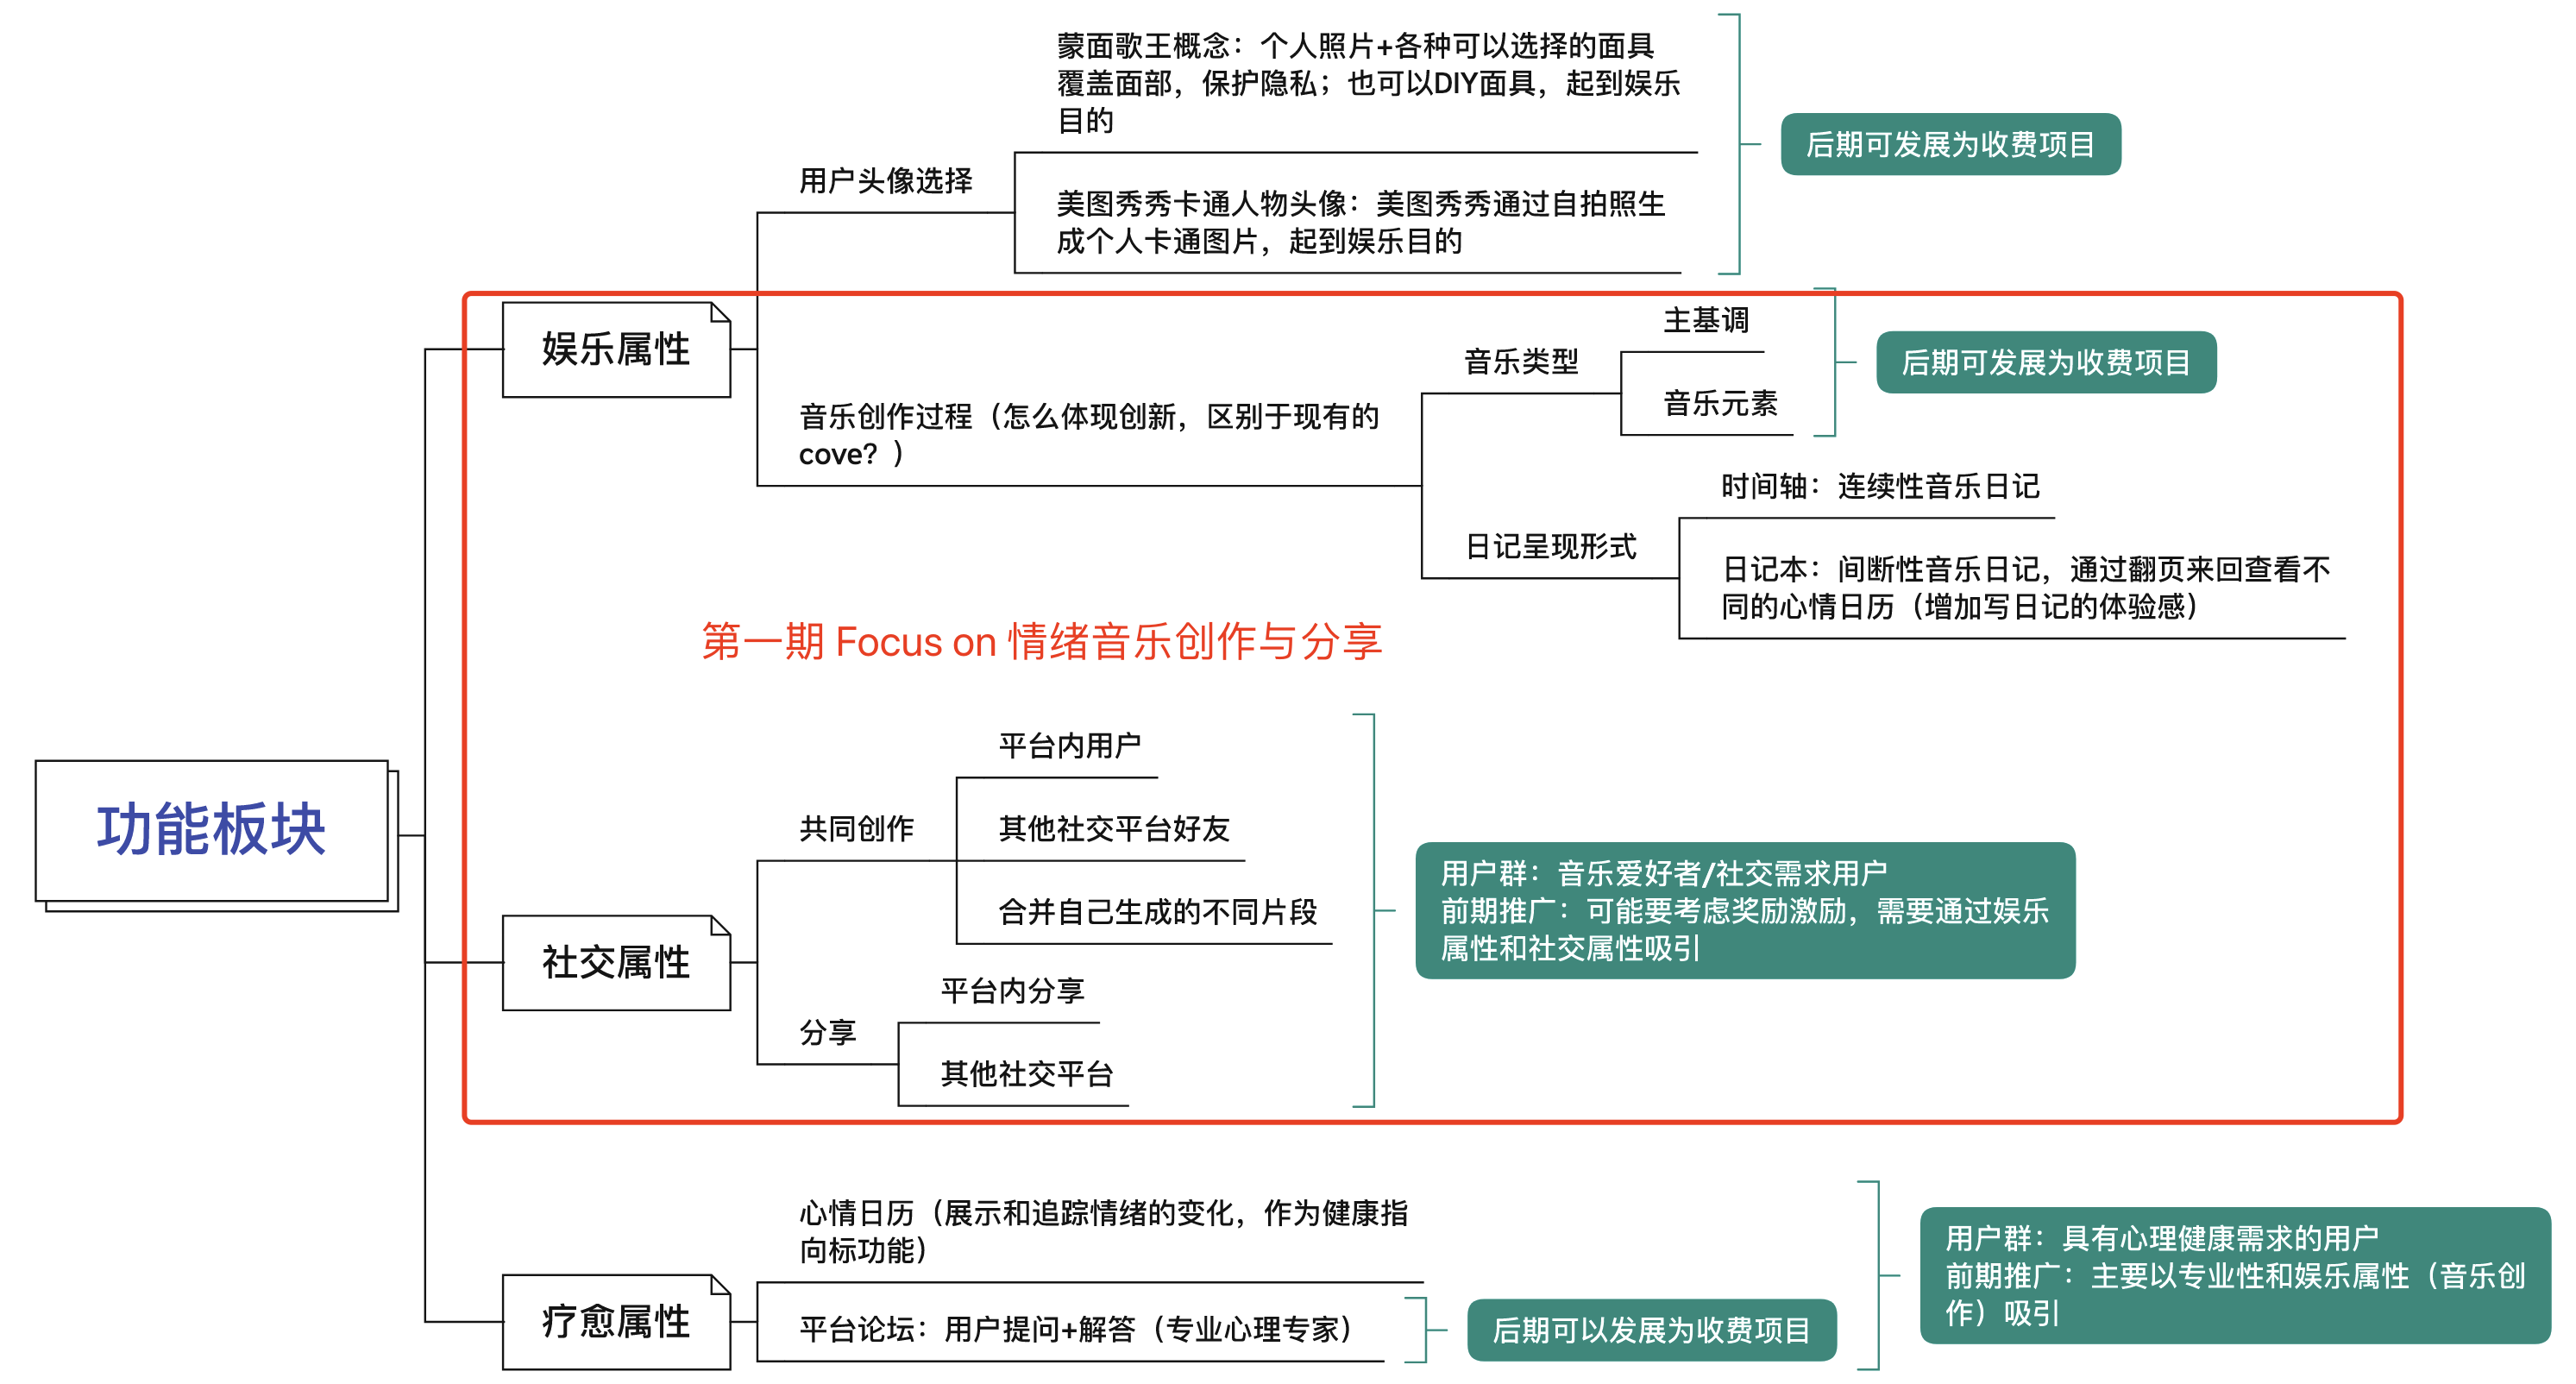 功能板块
娱乐属性
用户头像选择
蒙面歌王概念：个人照片+各种可以选择的面具
覆盖面部，保护隐私；也可以DIY面具，起到娱乐
目的
美图秀秀卡通人物头像：美图秀秀通过自拍照生
成个人卡通图片，起到娱乐目的
后期可发展为收费项目
音乐创作过程（怎么体现创新，区别于现有的
cove？）
音乐类型
主基调
音乐元素
后期可发展为收费项目
日记呈现形式
时间轴：连续性音乐日记
日记本：间断性音乐日记，通过翻页来回查看不
同的心情日历（增加写日记的体验感）
第一期 Focus on 情绪音乐创作与分享
社交属性
共同创作
平台内用户
其他社交平台好友
合并自己生成的不同片段
分享
平台内分享
其他社交平台
用户群：音乐爱好者/社交需求用户
前期推广：可能要考虑奖励激励，需要通过娱乐
属性和社交属性吸引
疗愈属性
心情日历（展示和追踪情绪的变化，作为健康指
向标功能）
平台论坛：用户提问+解答（专业心理专家）
后期可以发展为收费项目
用户群：具有心理健康需求的用户
前期推广：主要以专业性和娱乐属性（音乐创
作）吸引